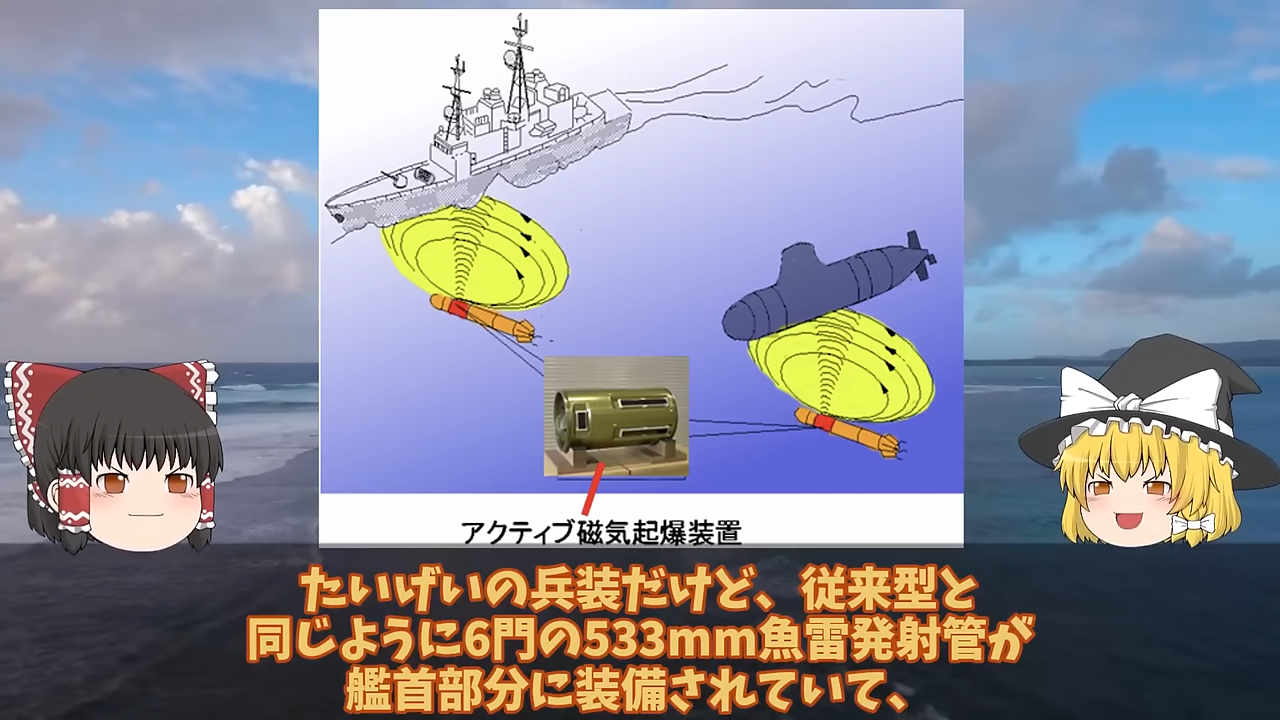 アクティブ磁気起爆装置
たいげいの兵装だけど、従来型と
同じように6門の533mm魚雷発射管が
艦首部分に装備されていて、